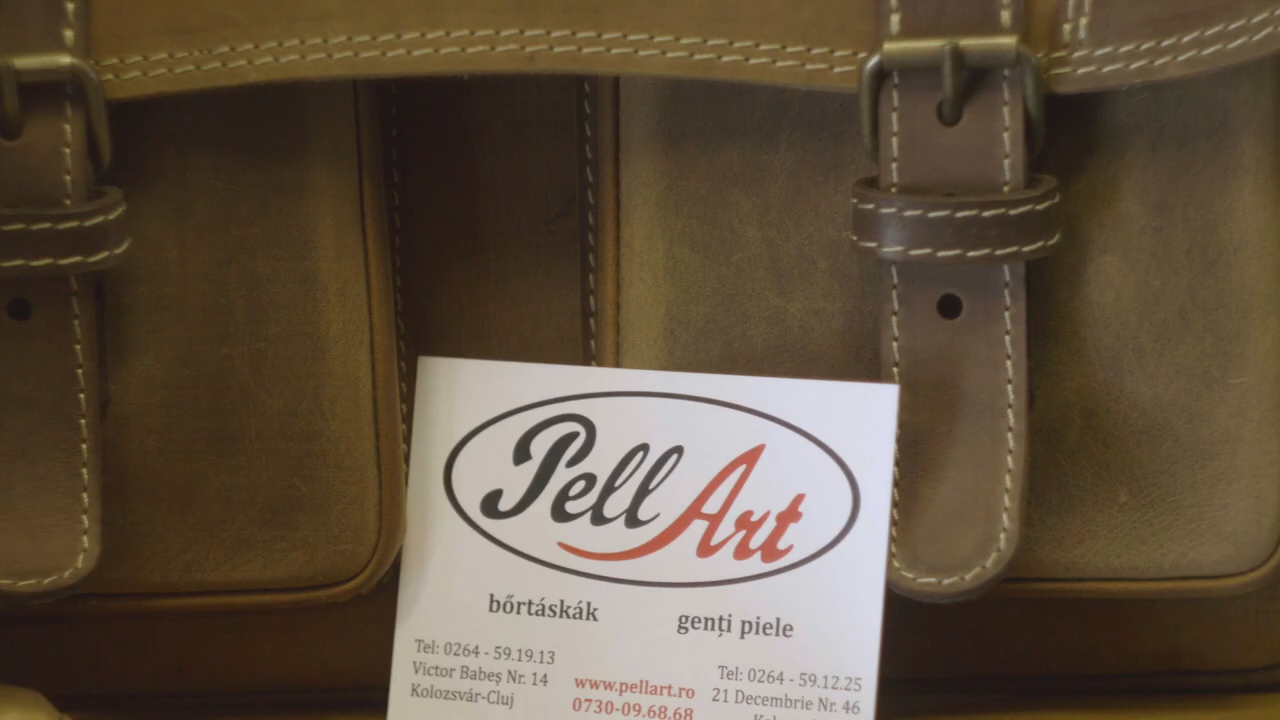 Pell Art
bőrtáskák
genți piele
Tel: 0264 - 59.19.13
Victor Babeș Nr. 14
Kolozsvár-Cluj
www.pellart.ro
0730-09.68.68
Tel: 0264 - 59.12.25
21 Decembrie Nr. 46